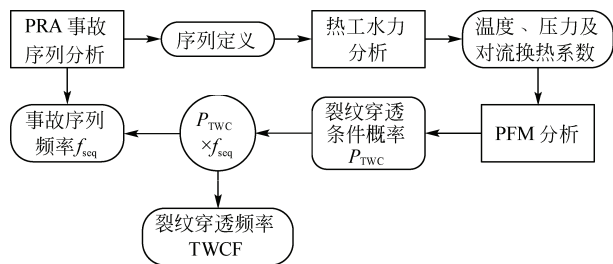 PRA 事故
序列分析
序列定义
热工水力
分析
温度、压力及
对流换热系数
事故序列
频率fseq
PTWC
×fseq
裂纹穿透
条件概率
PTWC
PFM 分析
裂纹穿透频率
TWCF